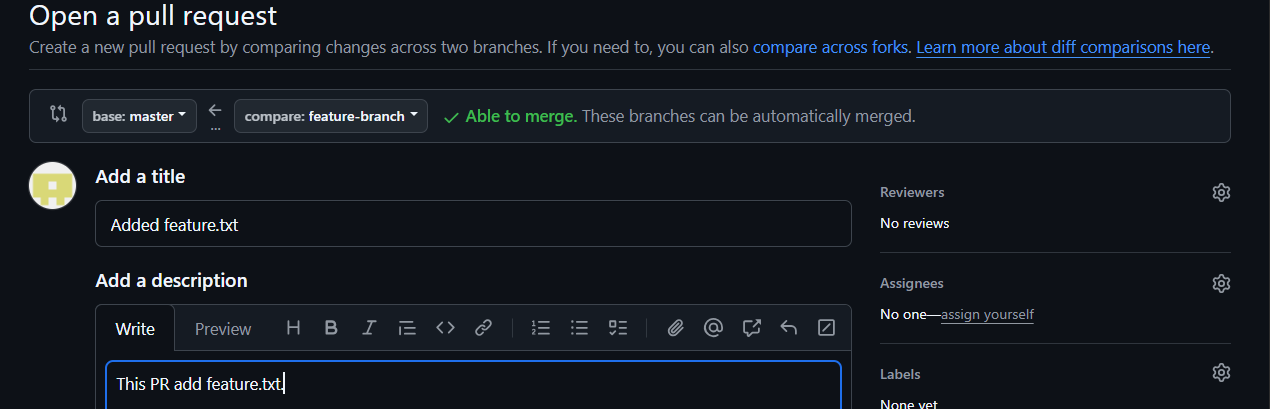 Open a pull request
Create a new pull request by comparing changes across two branches. If you need to, you can also compare across forks. Learn more about diff comparisons here.
base: master
...
compare: feature-branch
Able to merge. These branches can be automatically merged.
Add a title
Added feature.txt
Add a description
Write
Preview
This PR add feature.txt.
Reviewers
No reviews
Assignees
No one—assign yourself
Labels
None yet